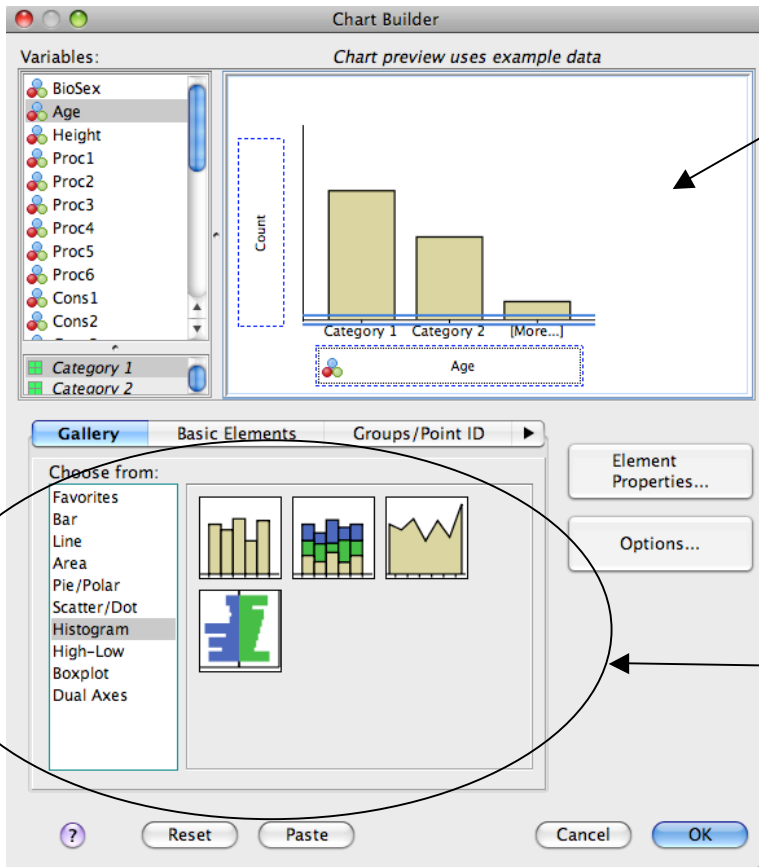 Chart Builder
Variables:
Chart preview uses example data
BioSex
Age
Height
Proc1
Proc2
Proc3
Proc4
Proc5
Proc6
Cons1
Cons2
Category 1
Category 2
Count
Category 1 Category 2 [More...]
Age
Gallery Basic Elements Groups/Point ID
Choose from:
Favorites
Bar
Line
Area
Pie/Polar
Scatter/Dot
Histogram
High-Low
Boxplot
Dual Axes
Element
Properties...
Options...
? Reset Paste Cancel OK